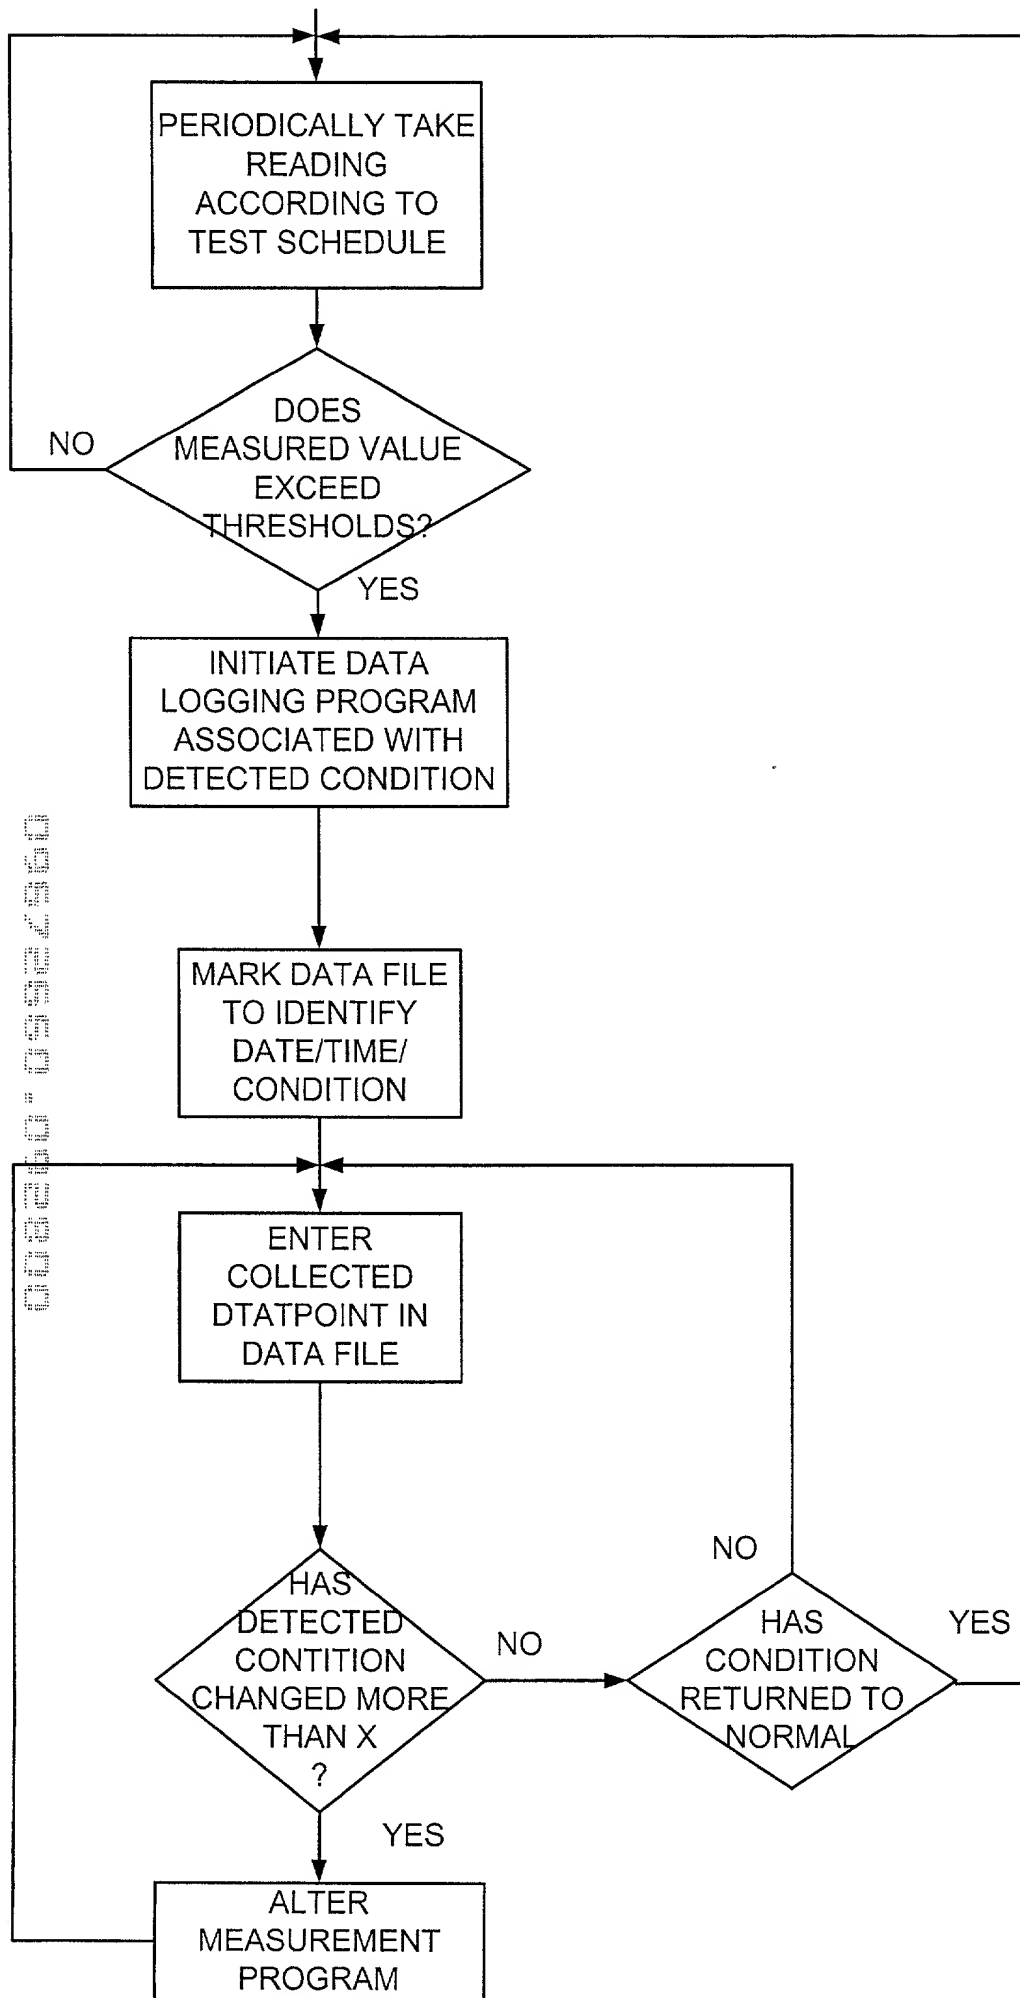 PERIODICALLY TAKE
READING
ACCORDING TO
TEST SCHEDULE
DOES
MEASURED VALUE
EXCEED
THRESHOLDS?
NO
YES
INITIATE DATA
LOGGING PROGRAM
ASSOCIATED WITH
DETECTED CONDITION
MARK DATA FILE
TO IDENTIFY
DATE/TIME/
CONDITION
ENTER
COLLECTED
DTATPOINT IN
DATA FILE
HAS
DETECTED
CONTITION
CHANGED MORE
THAN X
?
NO
YES
HAS
CONDITION
RETURNED TO
NORMAL
NO
YES
ALTER
MEASUREMENT
PROGRAM